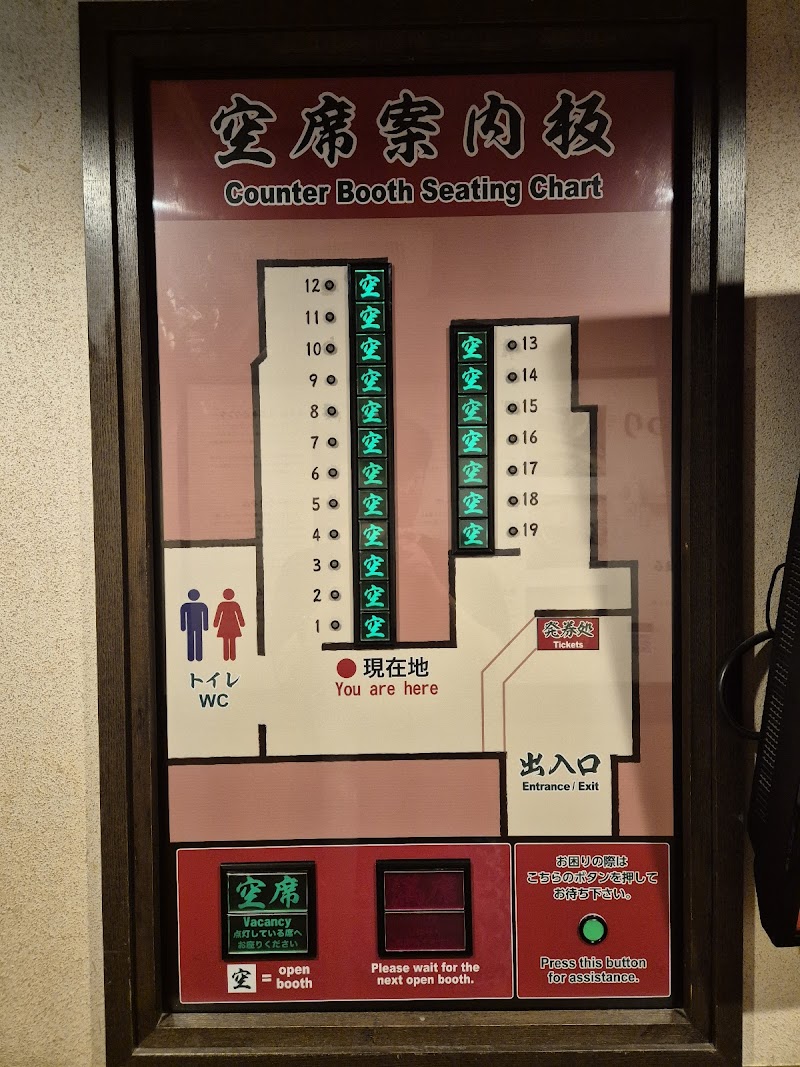 空席案内板
Counter Booth Seating Chart
12 空
11 空
10 空
9 空
8 空
7 空
6 空
5 空
4 空
3 空
2 空
1 空
空 13
空 14
空 15
空 16
空 17
空 18
空 19
トイレ
WC
現在地
You are here
発券処
Tickets
出入口
Entrance / Exit
空席
Vacancy
点灯している席へ
お座りください
空 = open
booth
Please wait for the
next open booth.
お困りの際は
こちらのボタンを押して
お待ち下さい。
Press this button
for assistance.